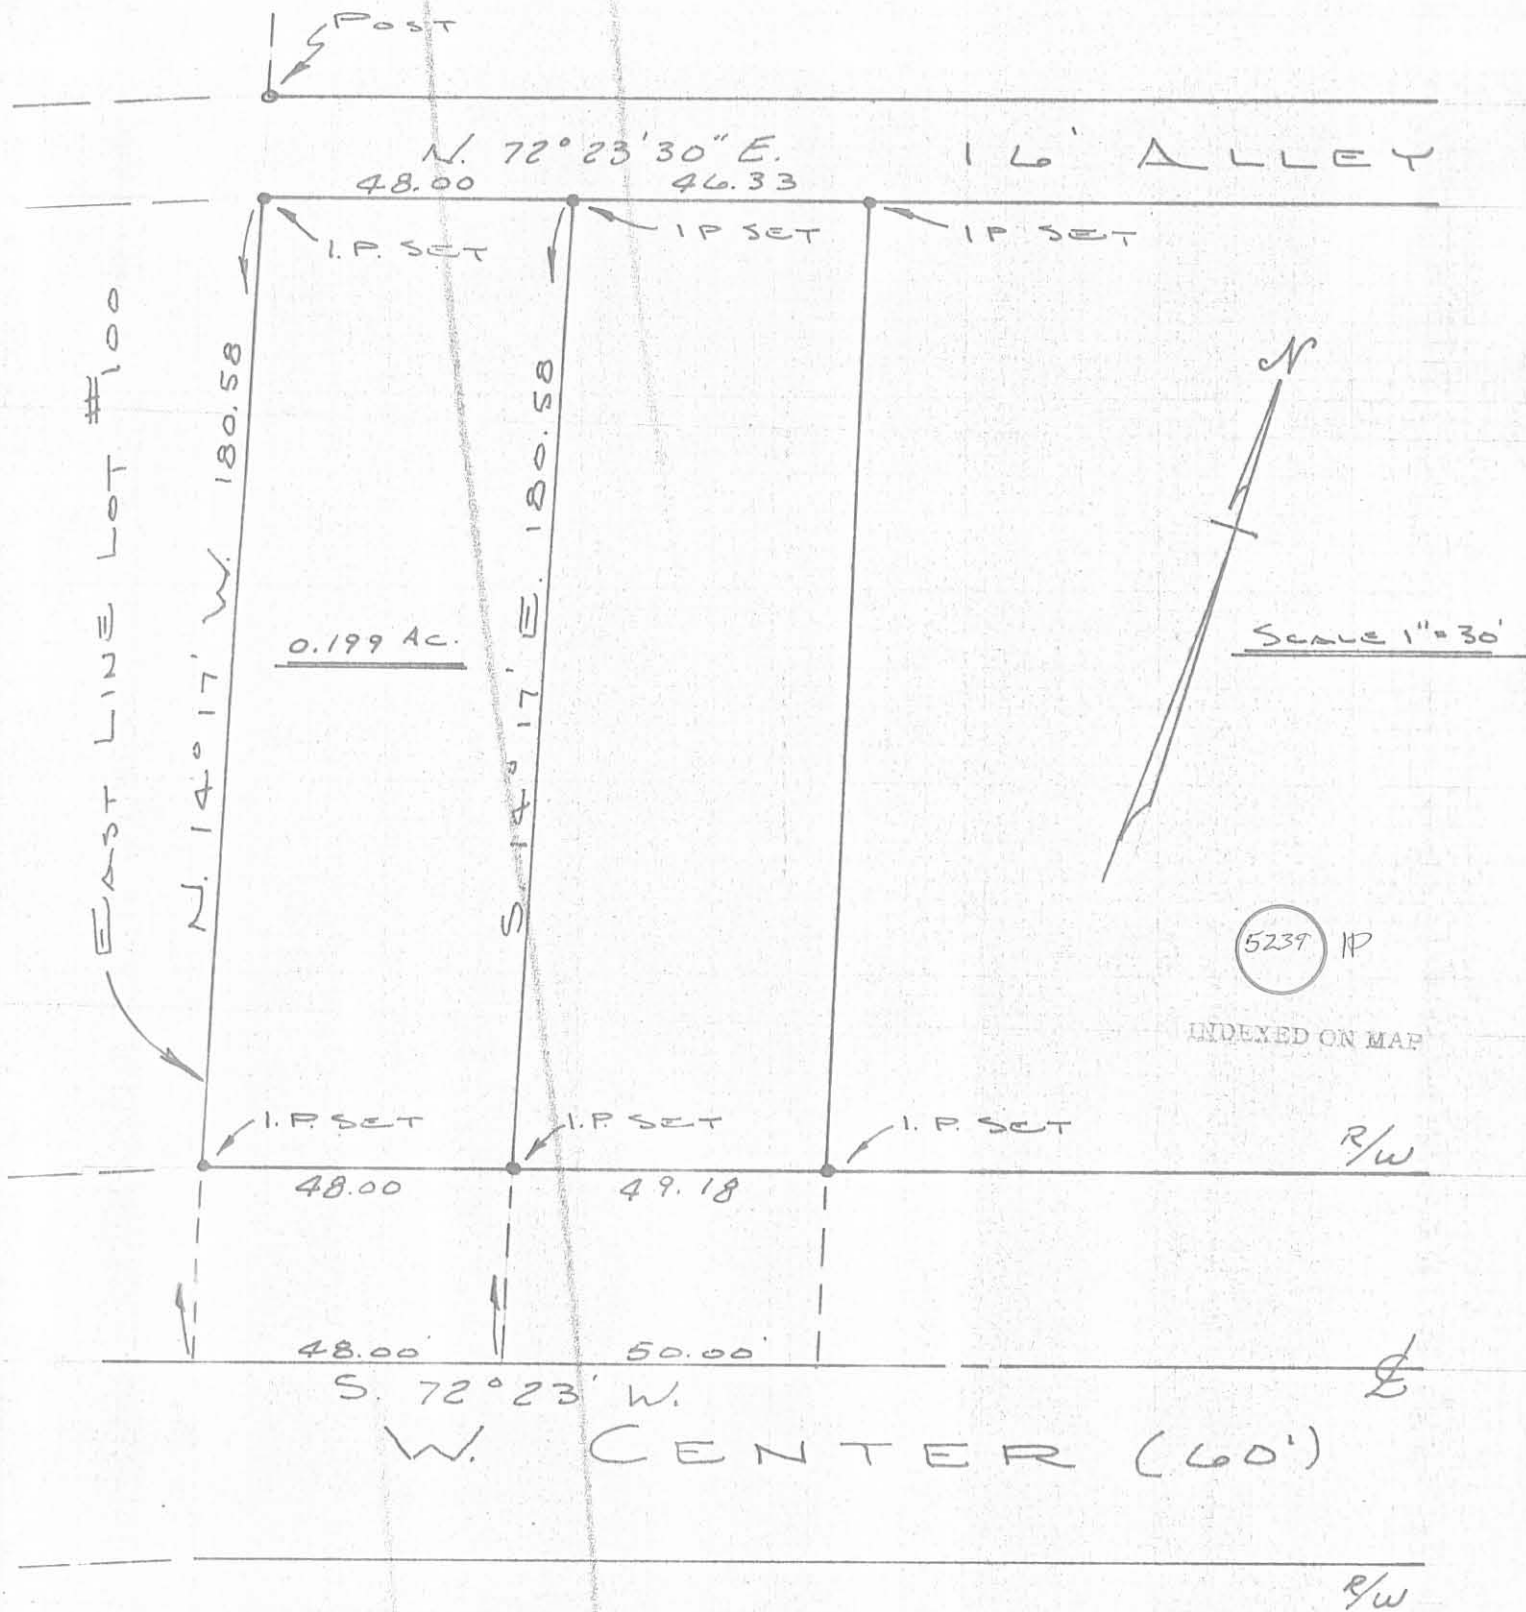 POST
N. 72° 23' 30" E.
16' ALLEY
48.00
46.33
I.P. SET
IP SET
IP SET
EAST LINE LOT #100
N. 14° 17' W. 180.58
S 14° 17' E. 180.58
N
0.199 AC.
SCALE 1"=30'
5239 IP
INDEXED ON MAP
I.P. SET
I.P. SET
I. P. SET
R/W
48.00
49.18
48.00'
50.00'
S. 72° 23' W.
W. CENTER (60')
R/W